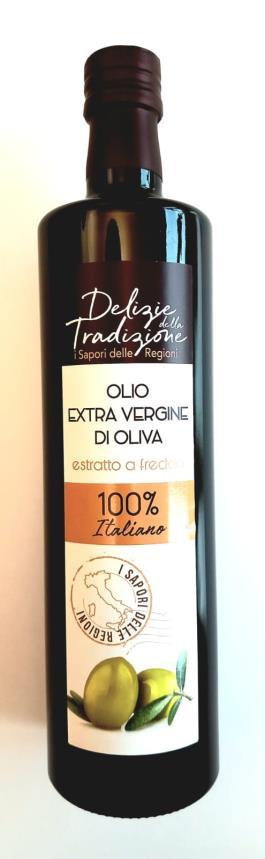 Delizie
della
Tradizione
i Sapori delle Regioni
OLIO
EXTRA VERGINE
DI OLIVA
estratto a freddo
100%
Italiano
I SAPORI DELLE REGIONI